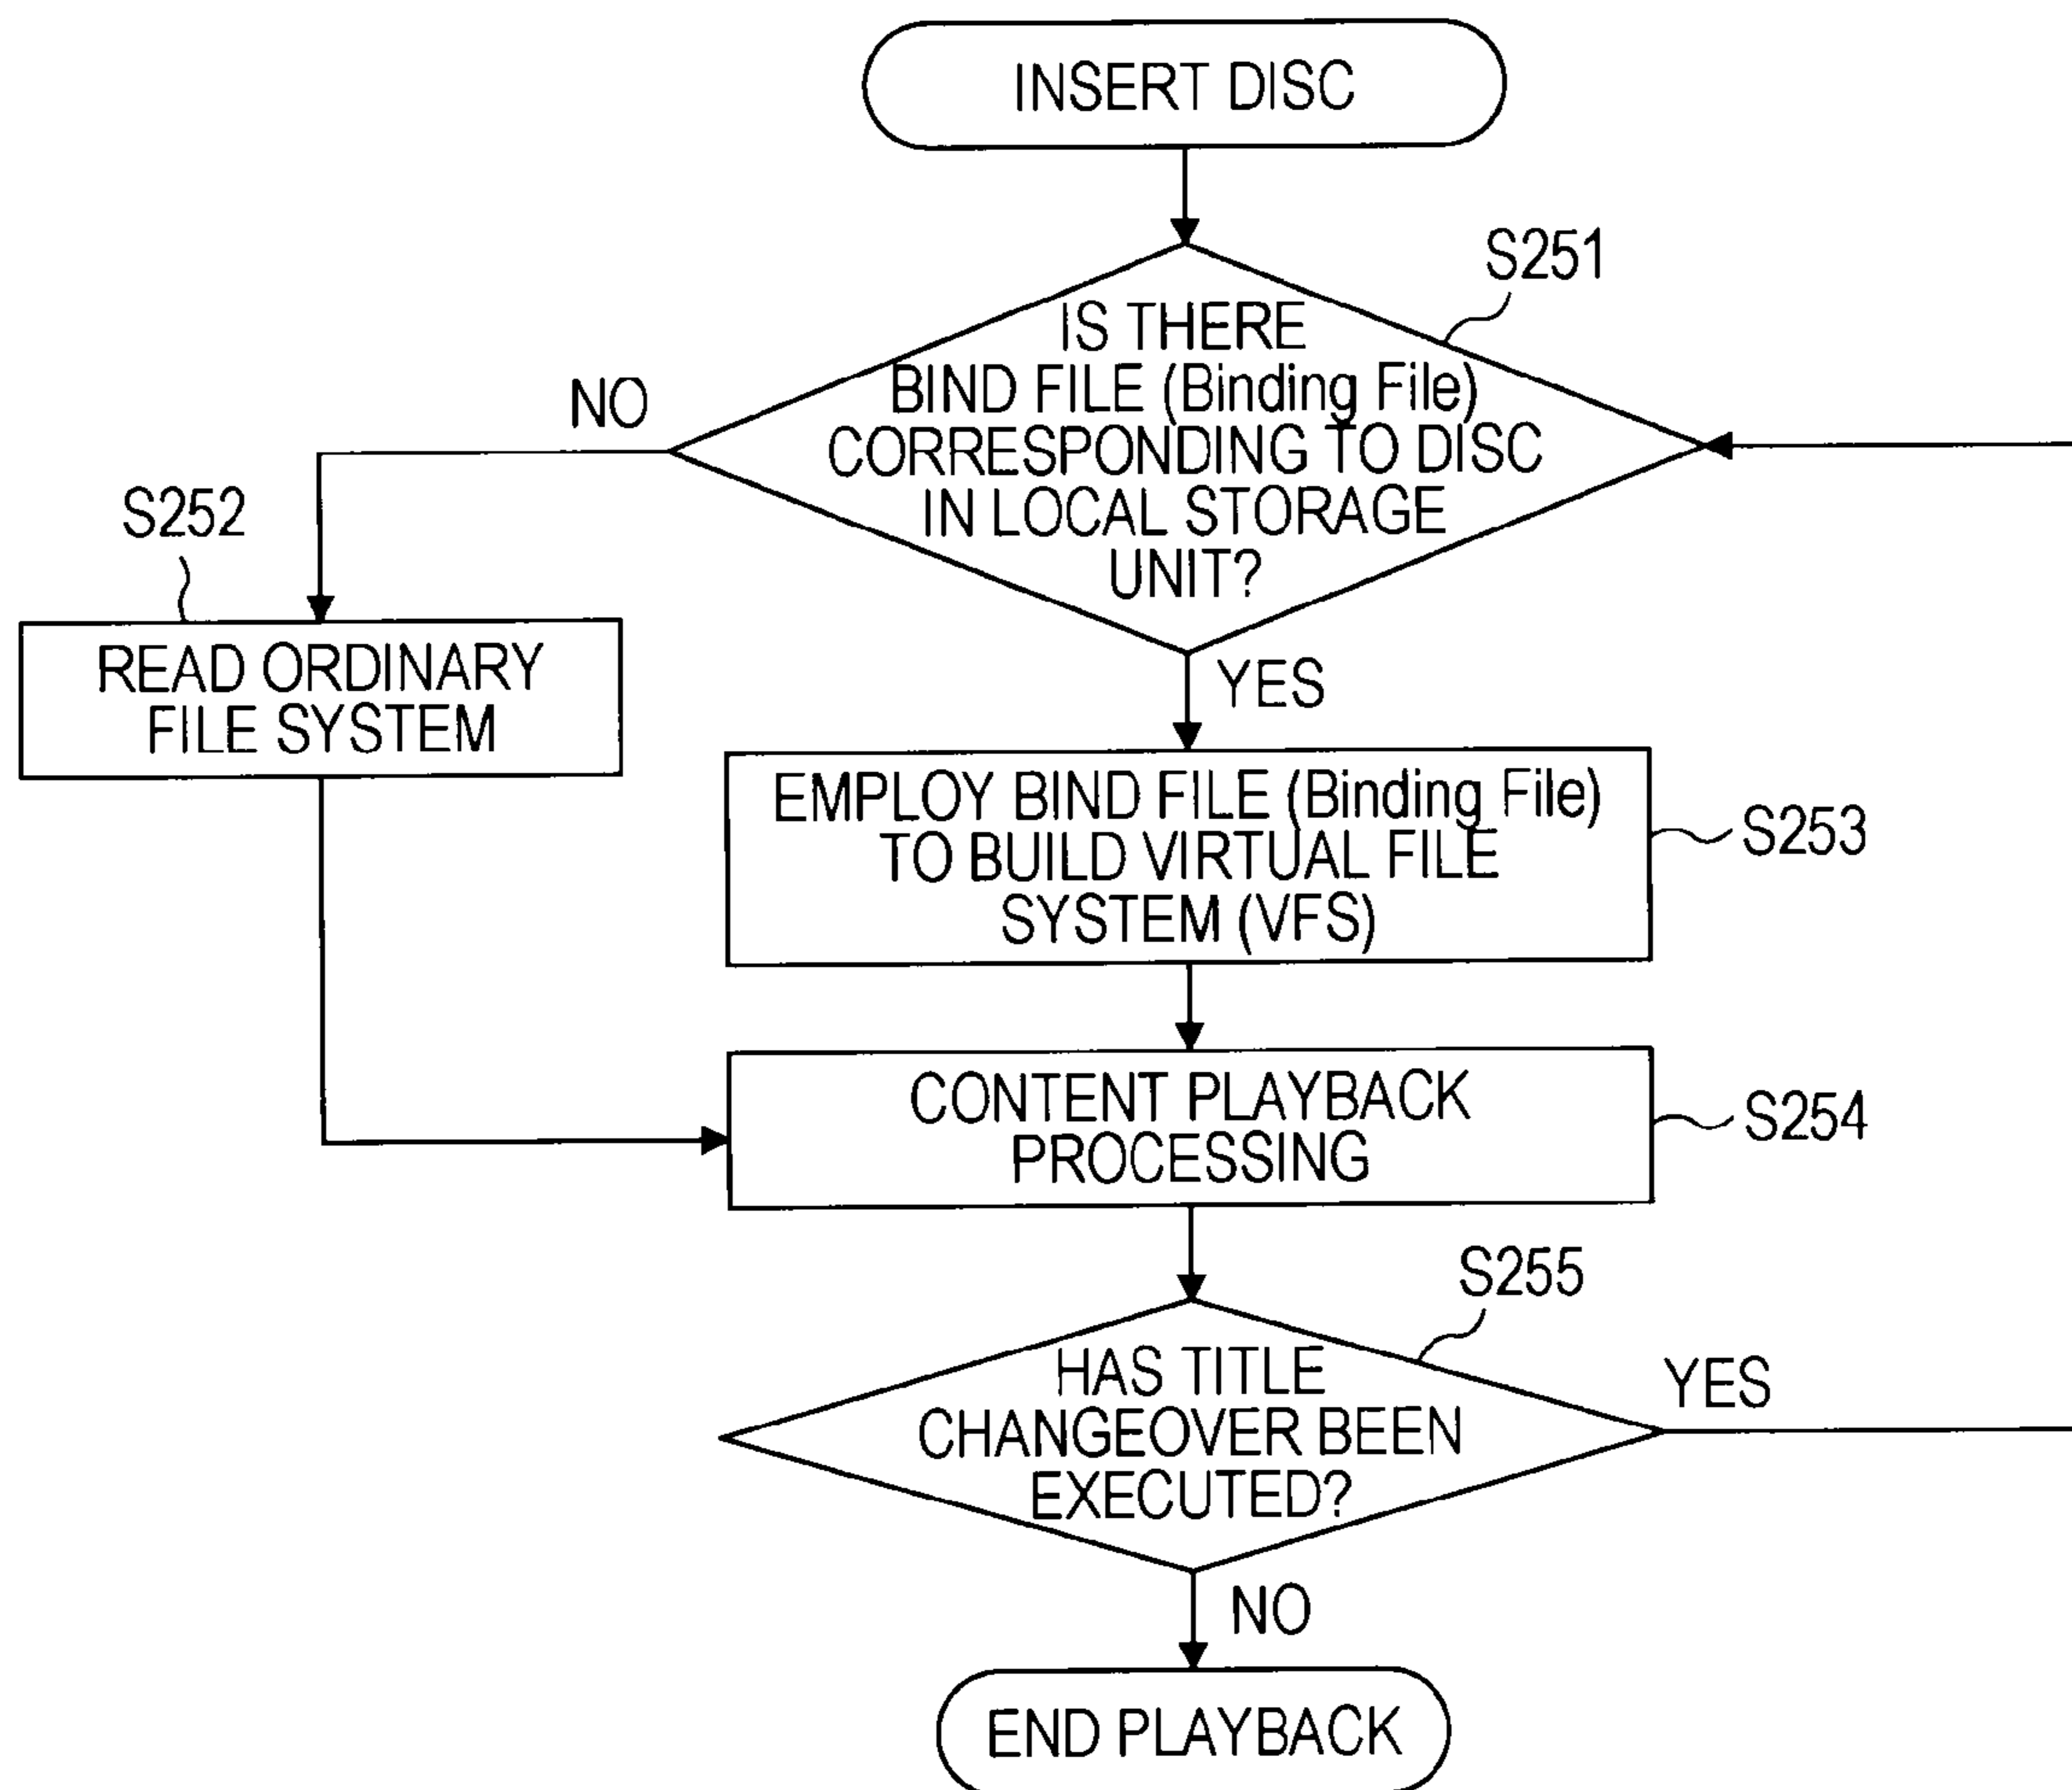 INSERT DISC
S251
IS THERE
BIND FILE (Binding File)
CORRESPONDING TO DISC
IN LOCAL STORAGE
UNIT?
NO
YES
S252
READ ORDINARY
FILE SYSTEM
EMPLOY BIND FILE (Binding File)
TO BUILD VIRTUAL FILE
SYSTEM (VFS)
S253
CONTENT PLAYBACK
PROCESSING
S254
S255
HAS TITLE
CHANGEOVER BEEN
EXECUTED?
YES
NO
END PLAYBACK